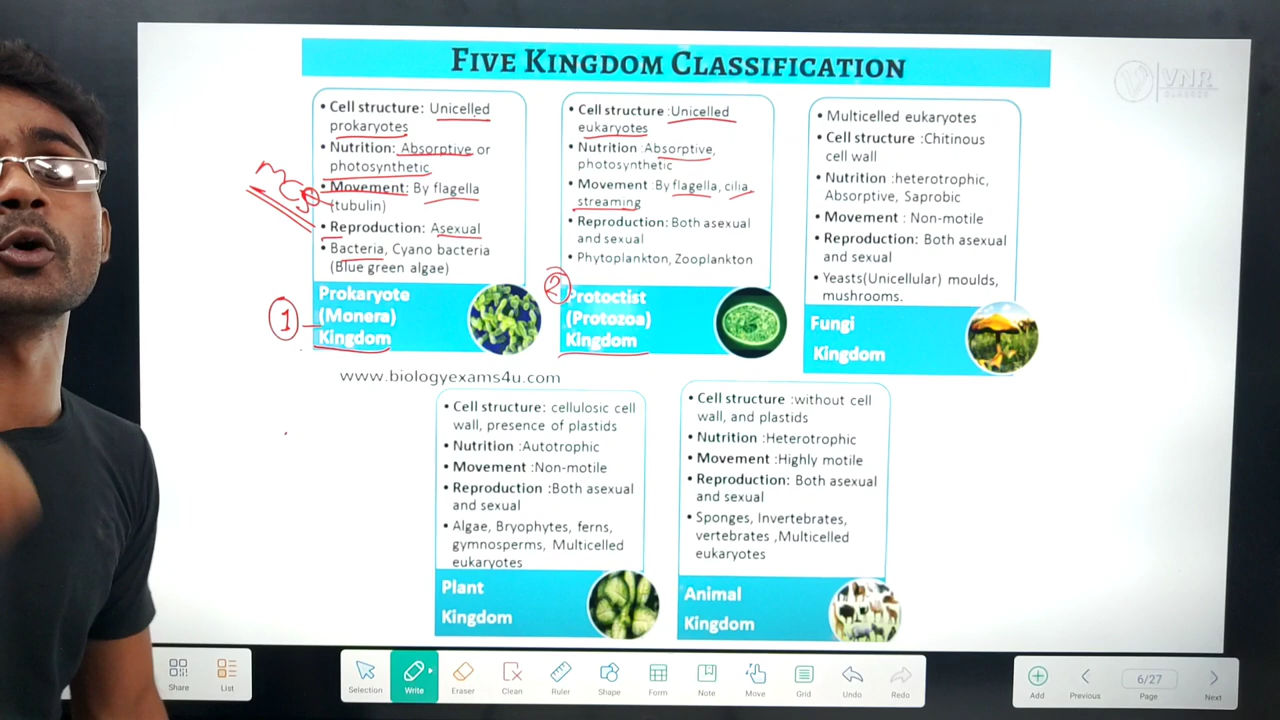 FIVE KINGDOM CLASSIFICATION
VNR
• Cell structure: Unicelled
prokaryotes
• Nutrition: Absorptive or
photosynthetic
• Movement: By flagella
(tubulin)
• Reproduction: Asexual
• Bacteria, Cyano bacteria
(Blue green algae)
1
Prokaryote
(Monera)
Kingdom
• Cell structure :Unicelled
eukaryotes
• Nutrition :Absorptive,
photosynthetic
• Movement :By flagella, cilia,
streaming
• Reproduction: Both asexual
and sexual
• Phytoplankton, Zooplankton
2
Protoctist
(Protozoa)
Kingdom
• Multicelled eukaryotes
• Cell structure :Chitinous
cell wall
• Nutrition :heterotrophic,
Absorptive, Saprobic
• Movement : Non-motile
• Reproduction: Both asexual
and sexual
• Yeasts(Unicellular) moulds,
mushrooms.
Fungi
Kingdom
www.biologyexams4u.com
• Cell structure: cellulosic cell
wall, presence of plastids
• Nutrition :Autotrophic
• Movement :Non-motile
• Reproduction :Both asexual
and sexual
• Algae, Bryophytes, ferns,
gymnosperms, Multicelled
eukaryotes
Plant
Kingdom
• Cell structure :without cell
wall, and plastids
• Nutrition :Heterotrophic
• Movement :Highly motile
• Reproduction: Both asexual
and sexual
• Sponges, Invertebrates,
vertebrates ,Multicelled
eukaryotes
Animal
Kingdom
Share
List
Selection
Write
Eraser
Clean
Ruler
Shape
Form
Note
Move
Grid
Undo
Redo
Add
Previous
6/27
Page
Next